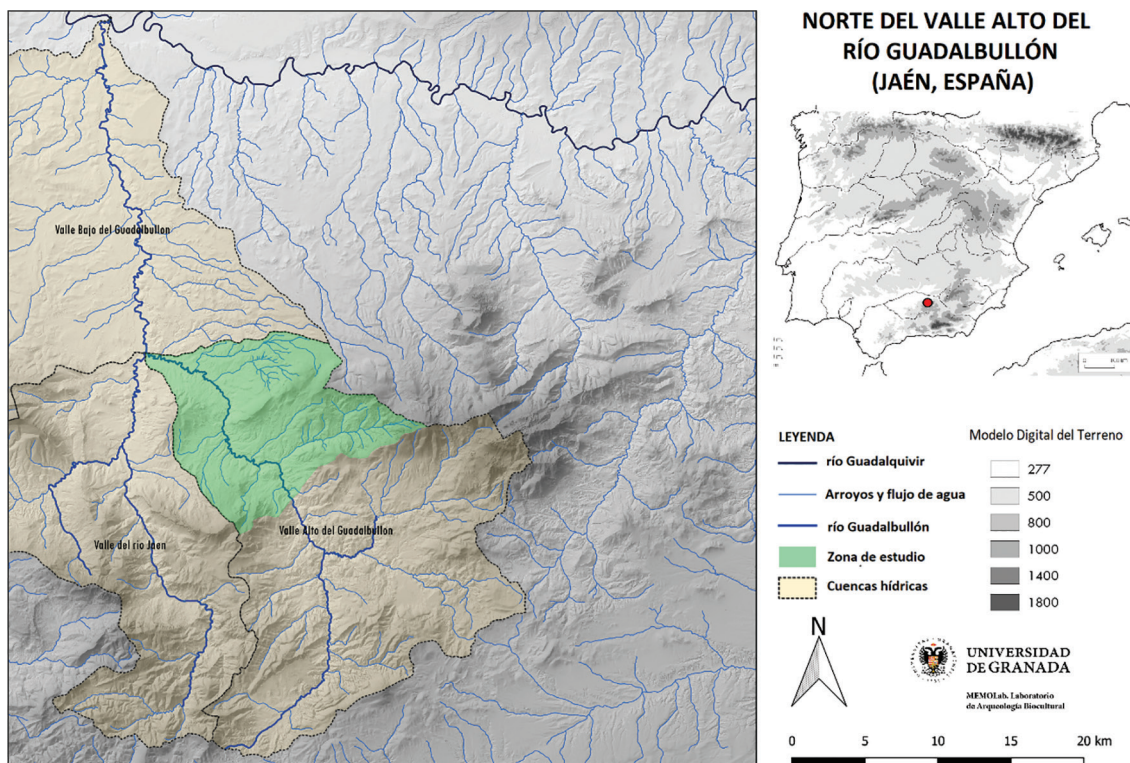 NORTE DEL VALLE ALTO DEL
RÍO GUADALBULLÓN
(JAÉN, ESPAÑA)
Valle Bajo del Guadalbullon
Valle Alto del Guadalbullon
Valle del rio Jaen
LEYENDA
río Guadalquivir
Arroyos y flujo de agua
río Guadalbullón
Zona de estudio
Cuencas hídricas
Modelo Digital del Terreno
277
500
800
1000
1400
1800
N
UNIVERSIDAD
DE GRANADA
MEMOLab. Laboratorio
de Arqueología Biocultural
0 5 10 15 20 km